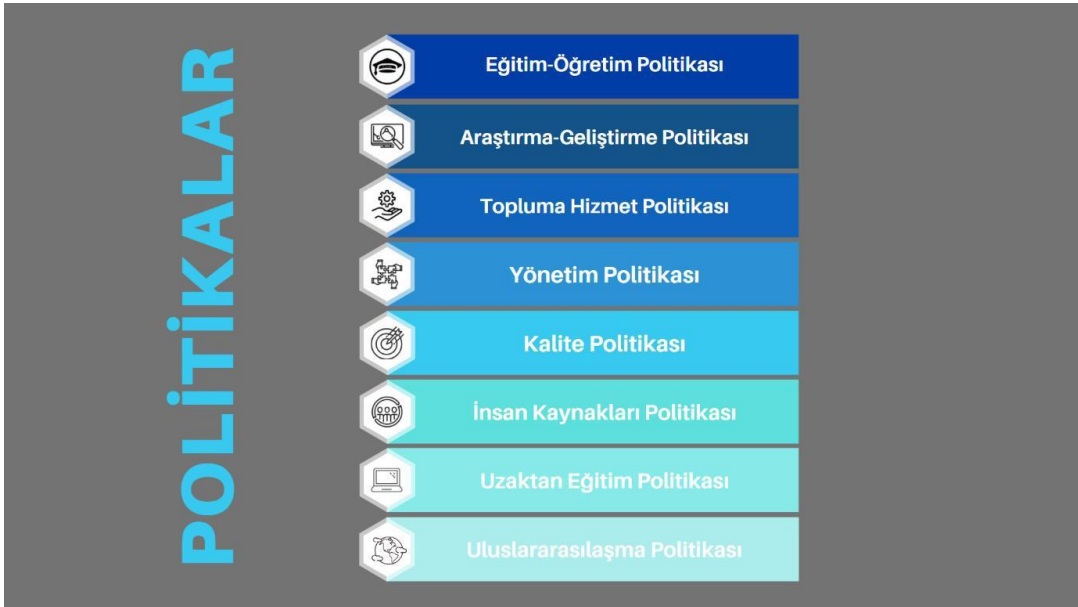 POLİTİKALAR
Eğitim-Öğretim Politikası
Araştırma-Geliştirme Politikası
Topluma Hizmet Politikası
Yönetim Politikası
Kalite Politikası
İnsan Kaynakları Politikası
Uzaktan Eğitim Politikası
Uluslararasılaşma Politikası